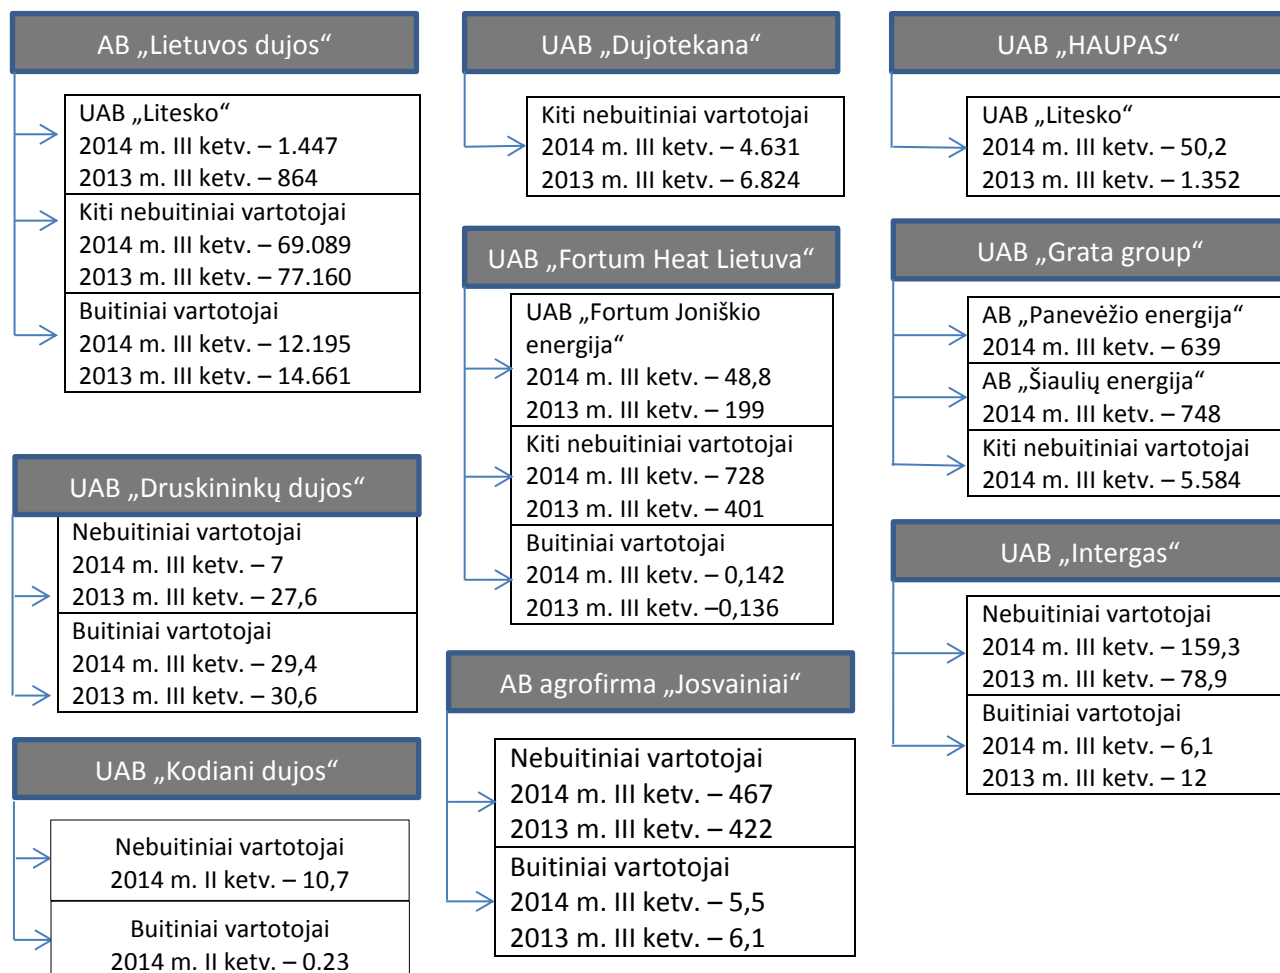 AB „Lietuvos dujos“
UAB „Litesko“
2014 m. III ketv. – 1.447
2013 m. III ketv. – 864
Kiti nebuitiniai vartotojai
2014 m. III ketv. – 69.089
2013 m. III ketv. – 77.160
Buitiniai vartotojai
2014 m. III ketv. – 12.195
2013 m. III ketv. – 14.661
UAB „Druskininkų dujos“
Nebuitiniai vartotojai
2014 m. III ketv. – 7
2013 m. III ketv. – 27,6
Buitiniai vartotojai
2014 m. III ketv. – 29,4
2013 m. III ketv. – 30,6
UAB „Kodiani dujos“
Nebuitiniai vartotojai
2014 m. II ketv. – 10,7
Buitiniai vartotojai
2014 m. II ketv. – 0,23
UAB „Dujotekana“
Kiti nebuitiniai vartotojai
2014 m. III ketv. – 4.631
2013 m. III ketv. – 6.824
UAB „Fortum Heat Lietuva“
UAB „Fortum Joniškio
energija“
2014 m. III ketv. – 48,8
2013 m. III ketv. – 199
Kiti nebuitiniai vartotojai
2014 m. III ketv. – 728
2013 m. III ketv. – 401
Buitiniai vartotojai
2014 m. III ketv. – 0,142
2013 m. III ketv. –0,136
AB agrofirma „Josvainiai“
Nebuitiniai vartotojai
2014 m. III ketv. – 467
2013 m. III ketv. – 422
Buitiniai vartotojai
2014 m. III ketv. – 5,5
2013 m. III ketv. – 6,1
UAB „HAUPAS“
UAB „Litesko“
2014 m. III ketv. – 50,2
2013 m. III ketv. – 1.352
UAB „Grata group“
AB „Panevėžio energija“
2014 m. III ketv. – 639
AB „Šiaulių energija“
2014 m. III ketv. – 748
Kiti nebuitiniai vartotojai
2014 m. III ketv. – 5.584
UAB „Intergas“
Nebuitiniai vartotojai
2014 m. III ketv. – 159,3
2013 m. III ketv. – 78,9
Buitiniai vartotojai
2014 m. III ketv. – 6,1
2013 m. III ketv. – 12